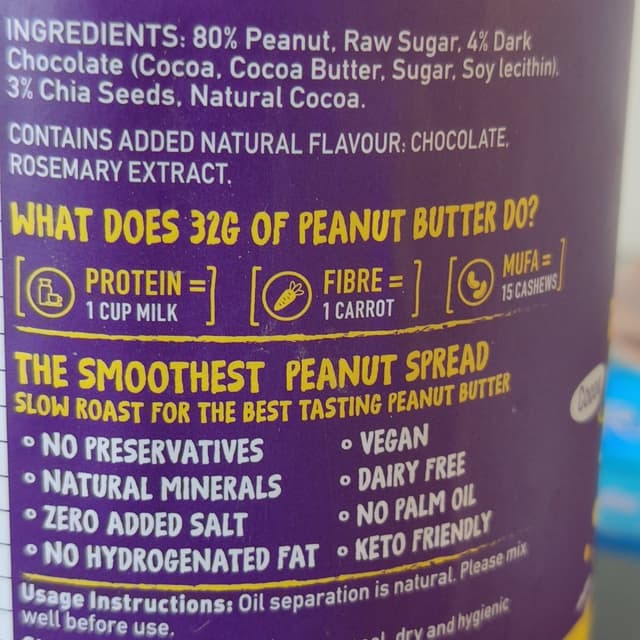 INGREDIENTS: 80% Peanut, Raw Sugar, 4% Dark
Chocolate (Cocoa, Cocoa Butter, Sugar, Soy lecithin),
3% Chia Seeds, Natural Cocoa.
CONTAINS ADDED NATURAL FLAVOUR: CHOCOLATE,
ROSEMARY EXTRACT.
WHAT DOES 32G OF PEANUT BUTTER DO?
PROTEIN =
1 CUP MILK
FIBRE =
1 CARROT
MUFA =
15 CASHEWS
THE SMOOTHEST PEANUT SPREAD
SLOW ROAST FOR THE BEST TASTING PEANUT BUTTER
° NO PRESERVATIVES
° NATURAL MINERALS
° ZERO ADDED SALT
° NO HYDROGENATED FAT
° VEGAN
° DAIRY FREE
° NO PALM OIL
° KETO FRIENDLY
Usage Instructions: Oil separation is natural. Please mix
well before use.
dry and hygienic